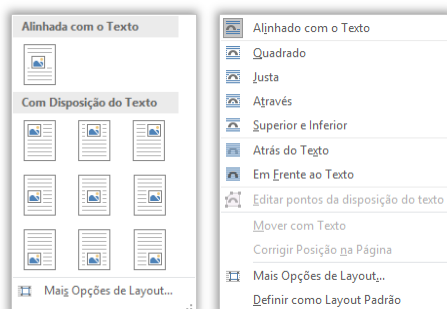 Alinhada com o Texto
Com Disposição do Texto
Mais Opções de Layout...
Alinhado com o Texto
Quadrado
Justa
Através
Superior e Inferior
Atrás do Texto
Em Frente ao Texto
Editar pontos da disposição do texto
Mover com Texto
Corrigir Posição na Página
Mais Opções de Layout...
Definir como Layout Padrão